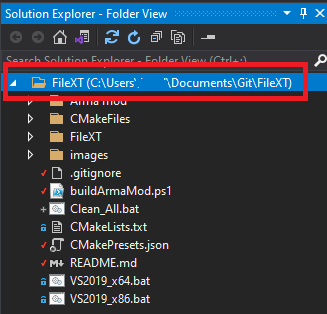 Solution Explorer - Folder View
Search Solution Explorer - Folder View (Ctrl+;)
FileXT (C:\Users\ \Documents\Git\FileXT)
Arma mod
CMakeFiles
FileXT
images
.gitignore
buildArmaMod.ps1
Clean_All.bat
CMakeLists.txt
CMakePresets.json
README.md
VS2019_x64.bat
VS2019_x86.bat